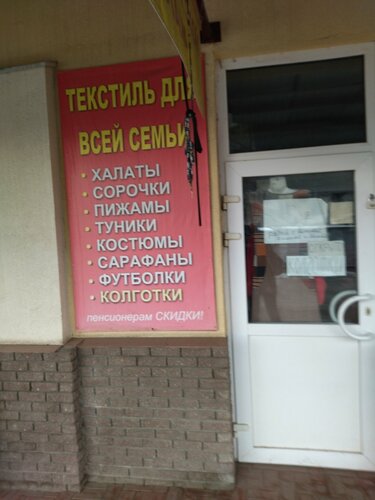 ТЕКСТИЛЬ ДЛЯ
ВСЕЙ СЕМЬИ
• ХАЛАТЫ
• СОРОЧКИ
• ПИЖАМЫ
• ТУНИКИ
• КОСТЮМЫ
• САРАФАНЫ
• ФУТБОЛКИ
• КОЛГОТКИ
пенсионерам СКИДКИ!